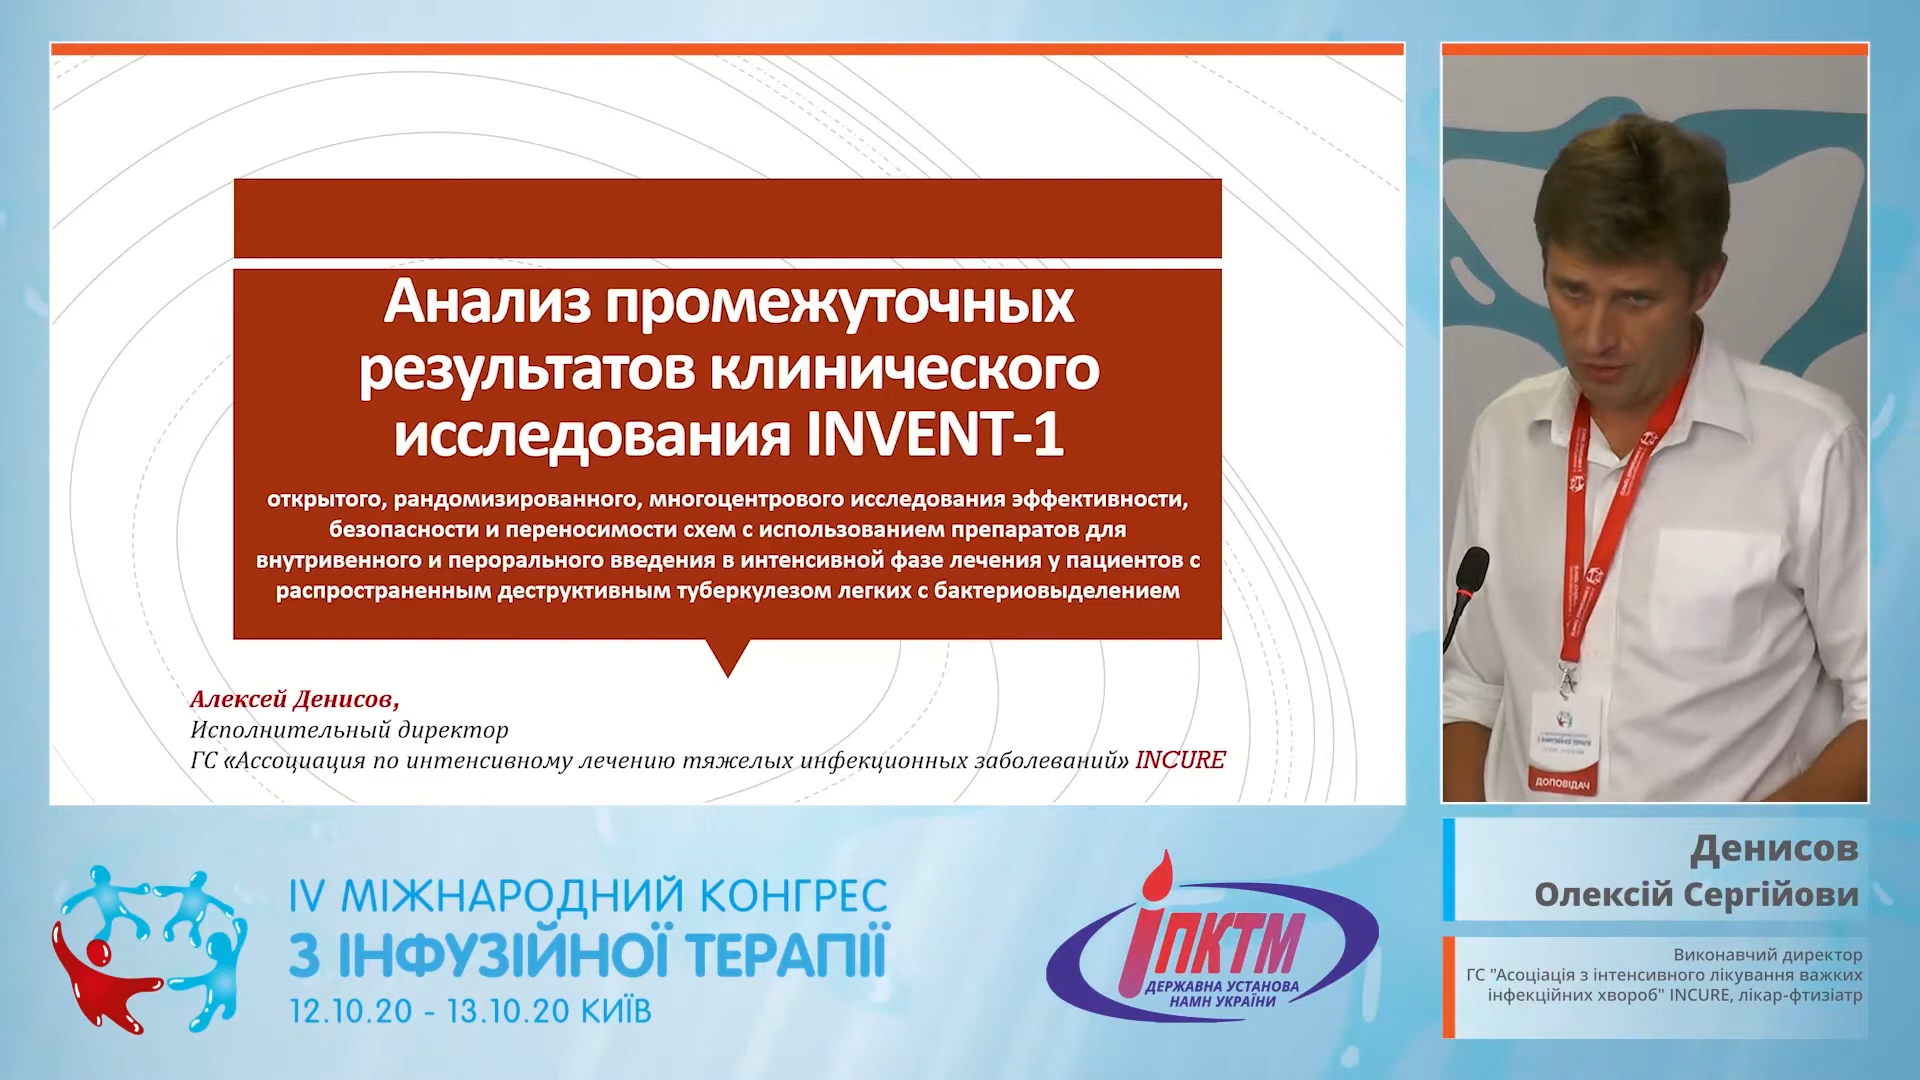 Анализ промежуточных
результатов клинического
исследования INVENT-1
открытого, рандомизированного, многоцентрового исследования эффективности,
безопасности и переносимости схем с использованием препаратов для
внутривенного и перорального введения в интенсивной фазе лечения у пациентов с
распространенным деструктивным туберкулезом легких с бактериовыделением
Алексей Денисов,
Исполнительный директор
ГС «Ассоциация по интенсивному лечению тяжелых инфекционных заболеваний» INCURE
ДОПОВІДАЧ
Денисов
Олексій Сергійови
Виконавчий директор
ГС "Асоціація з інтенсивного лікування важких
інфекційних хвороб" INCURE, лікар-фтизіатр
IV МІЖНАРОДНИЙ КОНГРЕС
З ІНФУЗІЙНОЇ ТЕРАПІЇ
12.10.20 - 13.10.20 КИЇВ
ІПКТМ
ДЕРЖАВНА УСТАНОВА
НАМН УКРАЇНИ